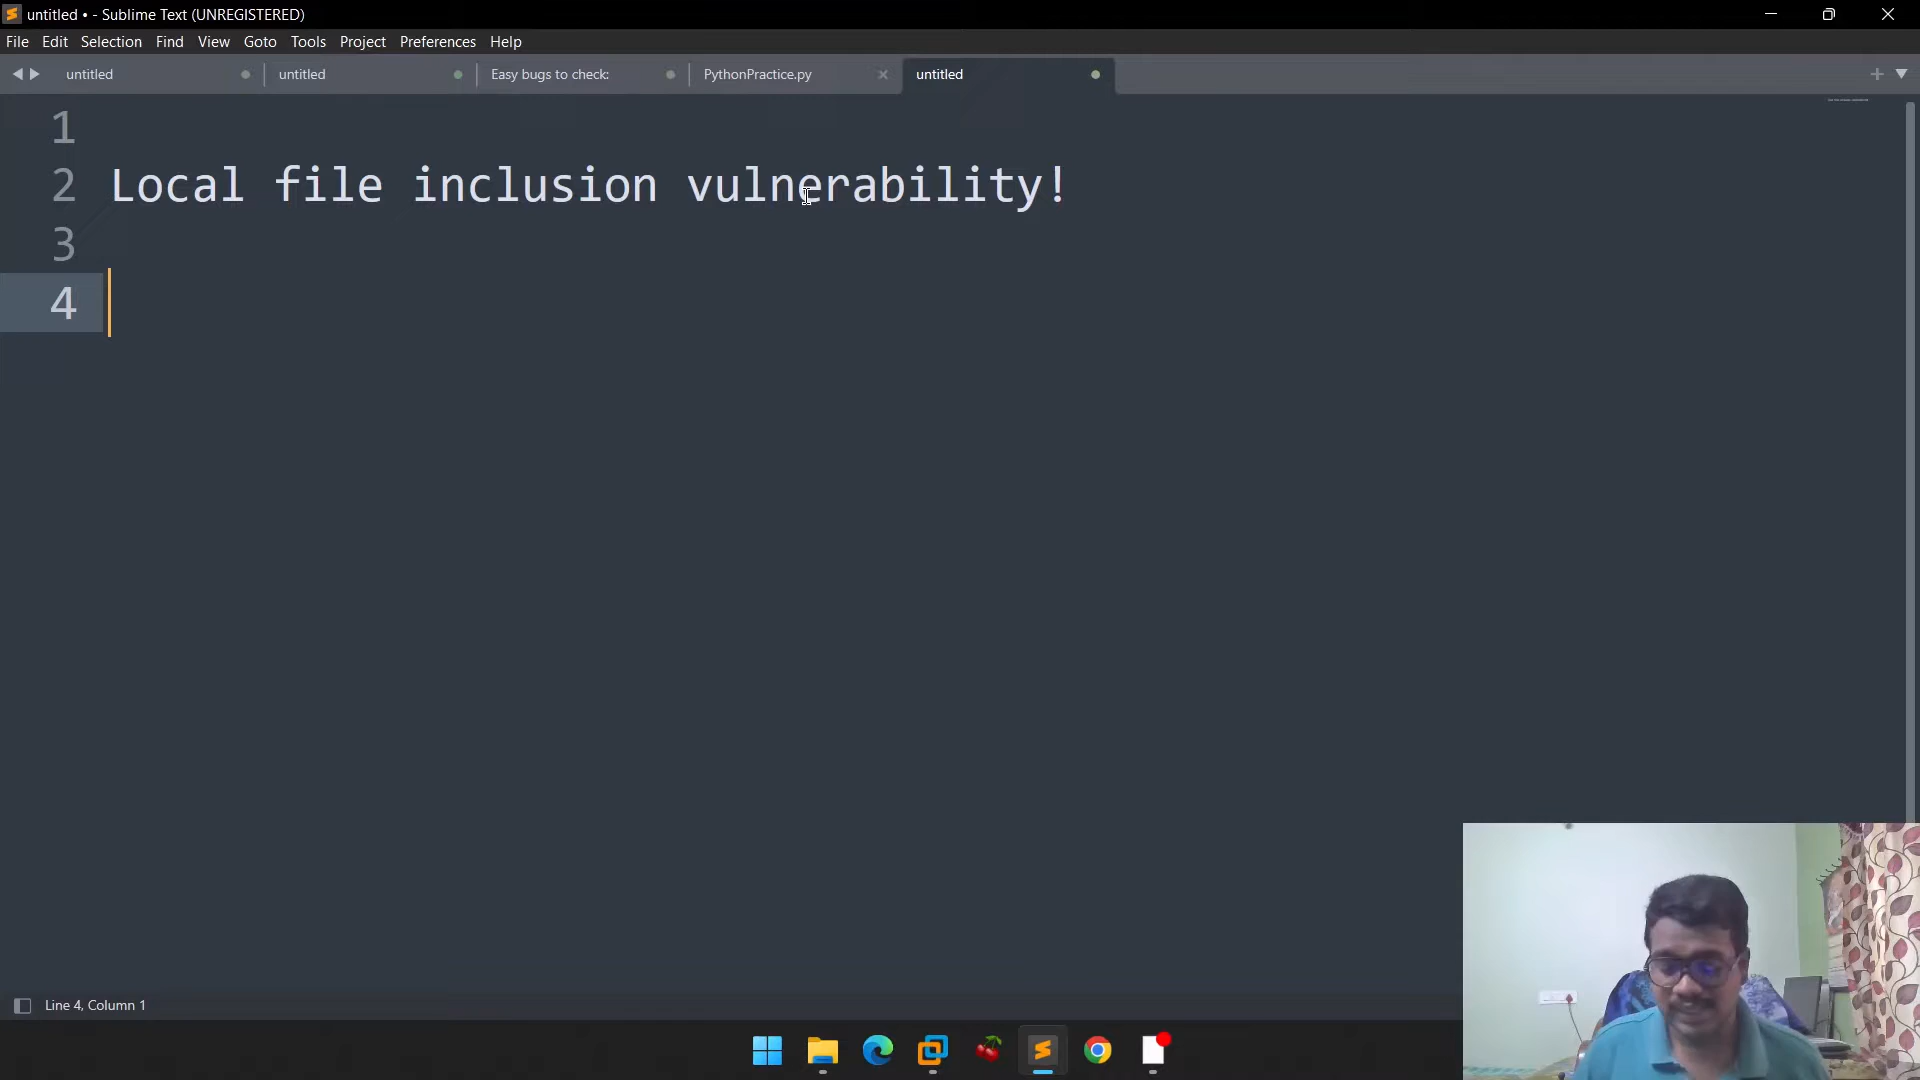 untitled • - Sublime Text (UNREGISTERED)
File Edit Selection Find View Goto Tools Project Preferences Help
untitled untitled Easy bugs to check: PythonPractice.py untitled
1
2 Local file inclusion vulnerability!
3
4
Line 4, Column 1